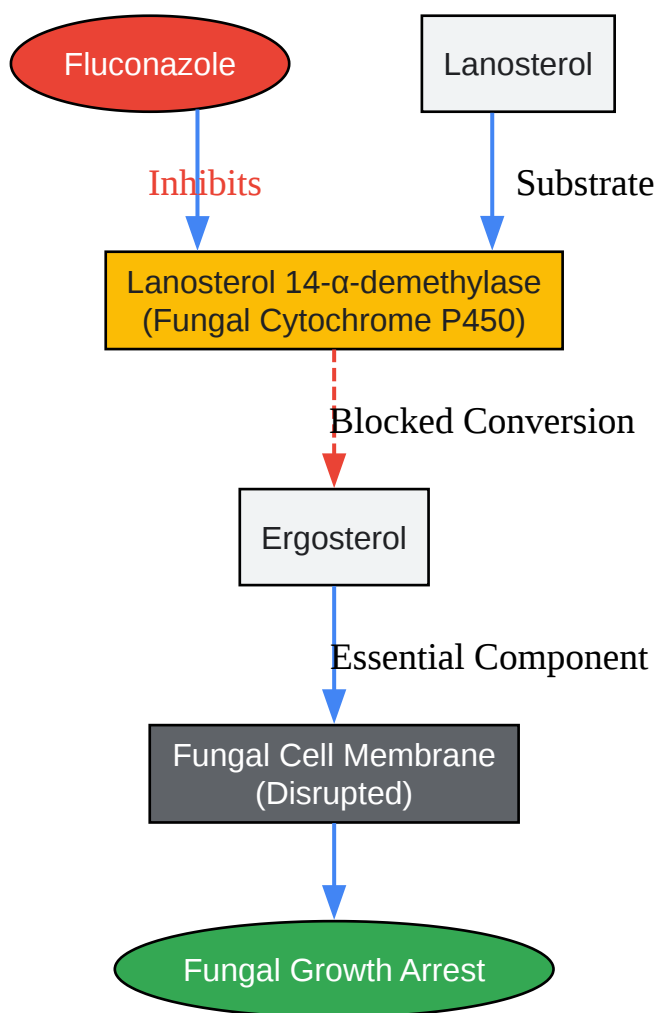 Fluconazole
Lanosterol
Inhibits
Substrate
Lanosterol 14-α-demethylase
(Fungal Cytochrome P450)
Blocked Conversion
Ergosterol
Essential Component
Fungal Cell Membrane
(Disrupted)
Fungal Growth Arrest